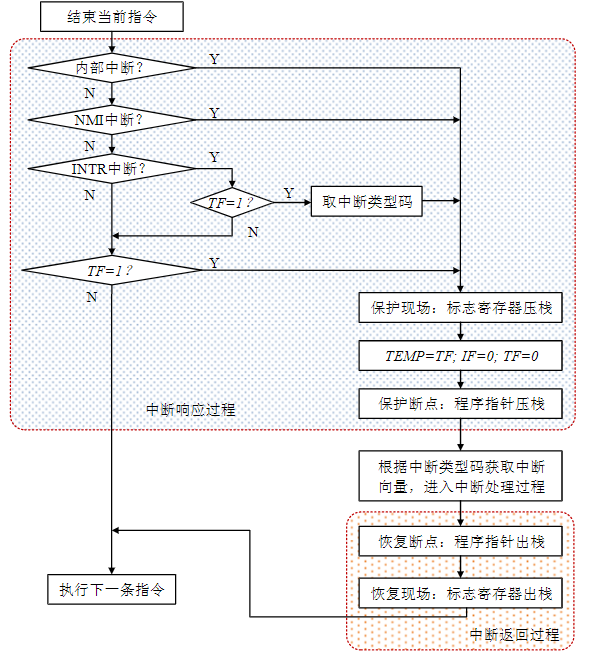 结束当前指令
内部中断？
Y
N
NMI中断？
Y
N
INTR中断？
Y
N
TF=1？
Y
取中断类型码
N
TF=1？
Y
N
保护现场：标志寄存器压栈
TEMP=TF; IF=0; TF=0
保护断点：程序指针压栈
中断响应过程
根据中断类型码获取中断
向量，进入中断处理过程
恢复断点：程序指针出栈
执行下一条指令
恢复现场：标志寄存器出栈
中断返回过程